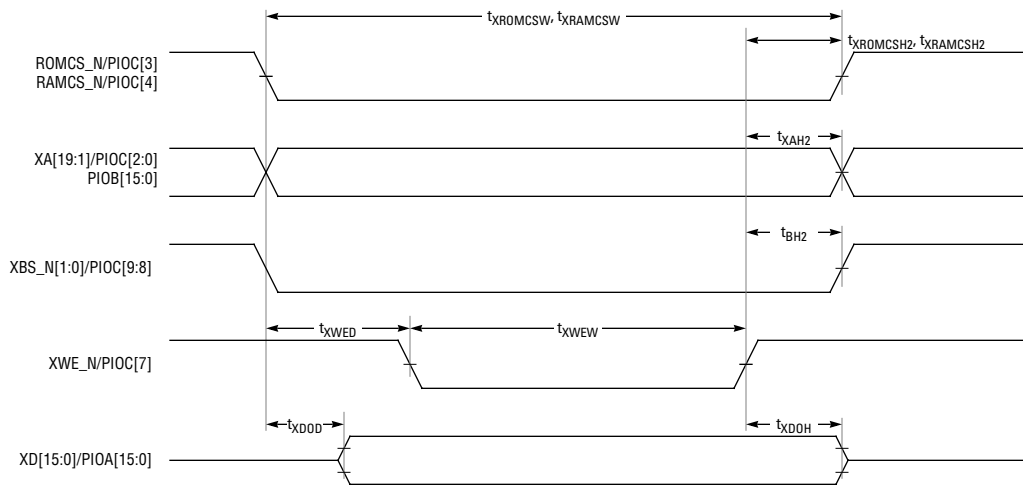 tXROMCSW, tXRAMCSW
tXROMCSH2, tXRAMCSH2
ROMCS_N/PIOC[3]
RAMCS_N/PIOC[4]
tXAH2
XA[19:1]/PIOC[2:0]
PIOB[15:0]
tBH2
XBS_N[1:0]/PIOC[9:8]
tXWED
tXWEW
XWE_N/PIOC[7]
tXDOD
tXDOH
XD[15:0]/PIOA[15:0]